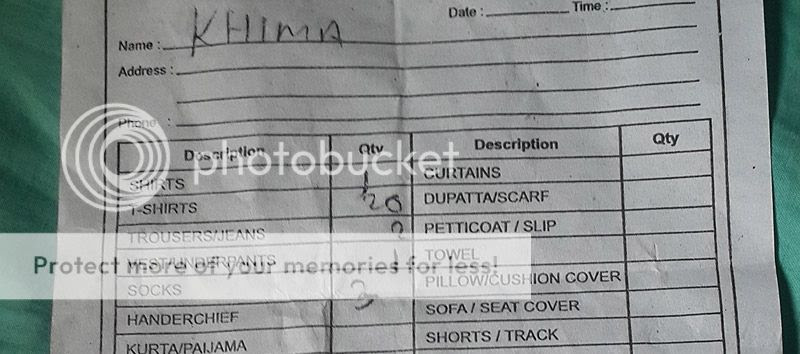 Date : Time :
Name : KHIMA
Address :
Phone :
Description Qty Description Qty
SHIRTS 1 CURTAINS
T-SHIRTS 20 DUPATTA/SCARF
TROUSERS/JEANS 2 PETTICOAT / SLIP
VEST/UNDERPANTS TOWEL
SOCKS 3 PILLOW/CUSHION COVER
HANDERCHIEF SOFA / SEAT COVER
KURTA/PAIJAMA SHORTS / TRACK
photobucket
Protect more of your memories for less!